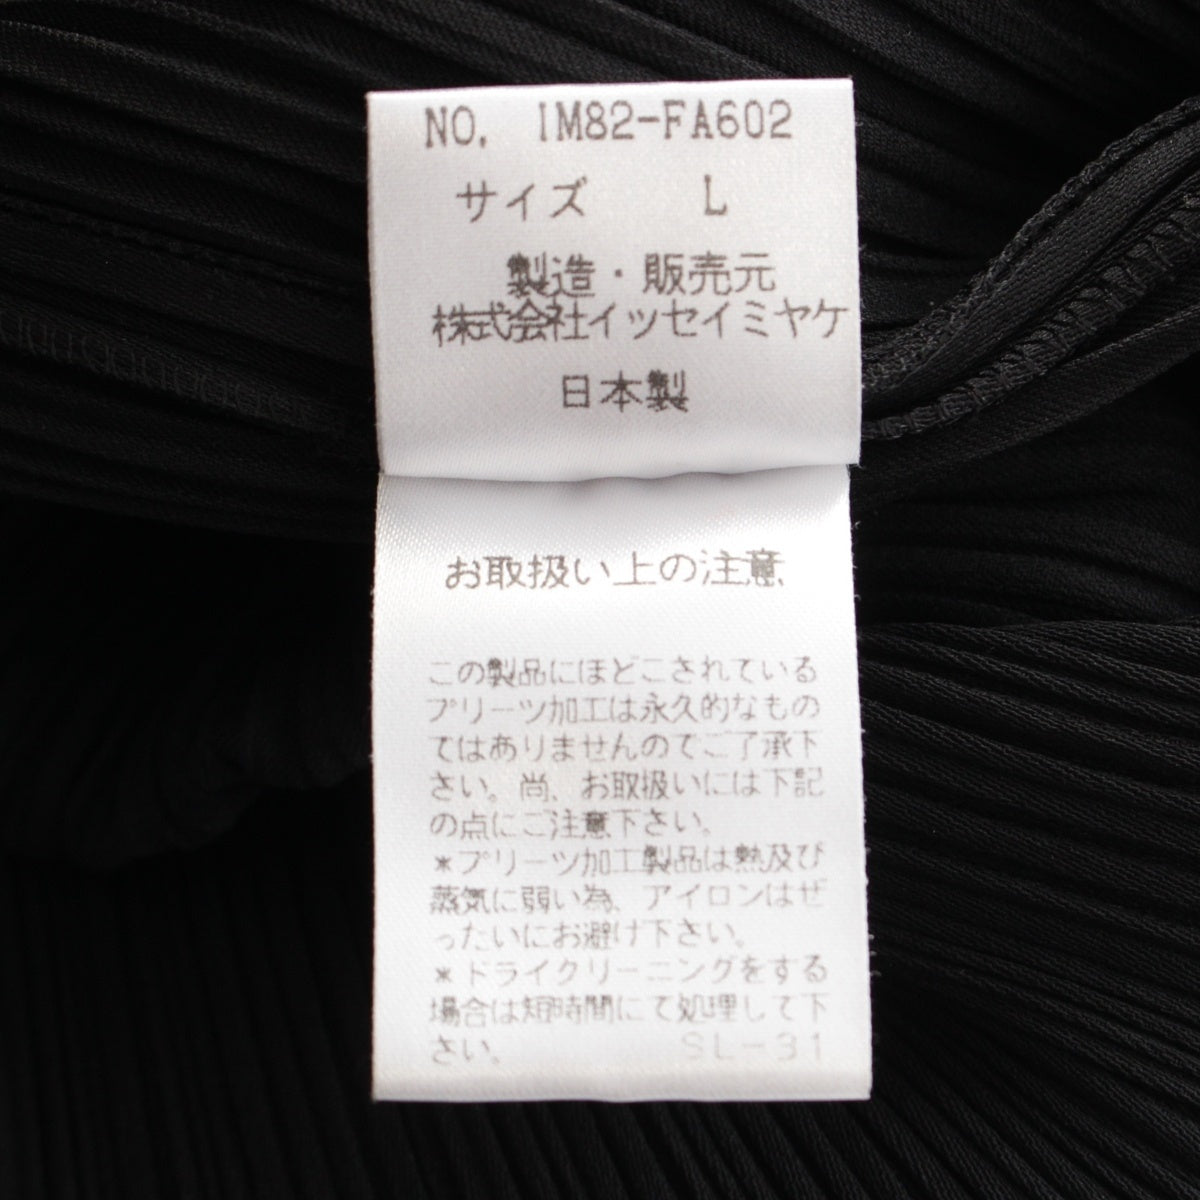 NO. IM82-FA602
サイズ L
製造・販売元
株式会社イッセイミヤケ
日本製
お取扱い上の注意
この製品にほどこされている
プリーツ加工は永久的なもの
てはありませんのでご了承下
さい。尚、お取扱いには下記
の点にご注意下さい。
*プリーツ加工製品は熱及び
蒸気に弱い為、アイロンはぜ
ったいにお避け下さい。
*ドライクリーニングをする
場合は短時間にて処理して下
さい。 SL-31